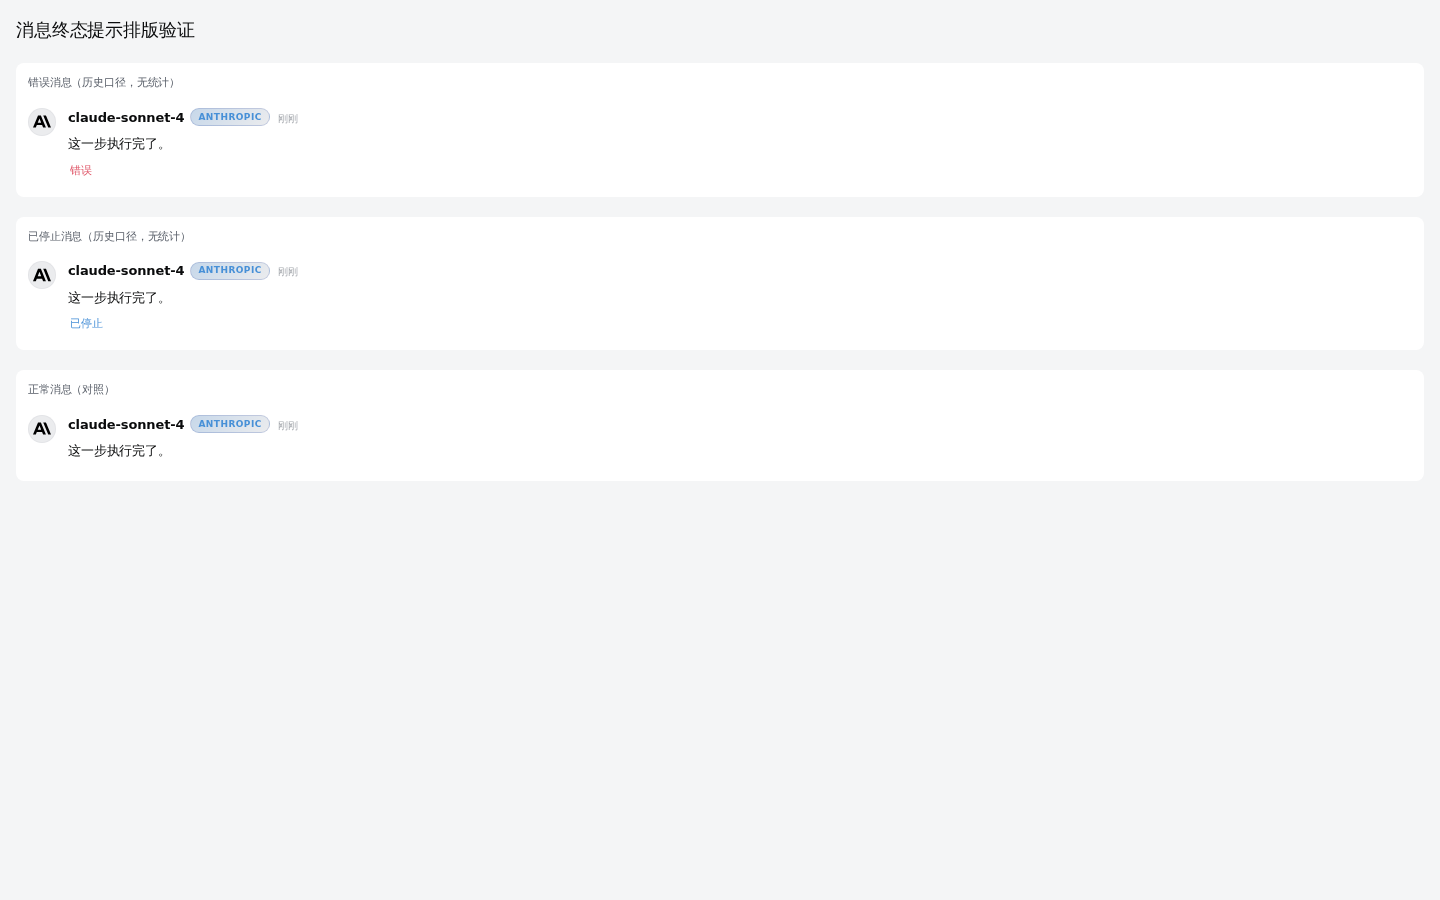 消息终态提示排版验证
错误消息（历史口径，无统计）
claude-sonnet-4 ANTHROPIC 刚刚
这一步执行完了。
错误
已停止消息（历史口径，无统计）
claude-sonnet-4 ANTHROPIC 刚刚
这一步执行完了。
已停止
正常消息（对照）
claude-sonnet-4 ANTHROPIC 刚刚
这一步执行完了。